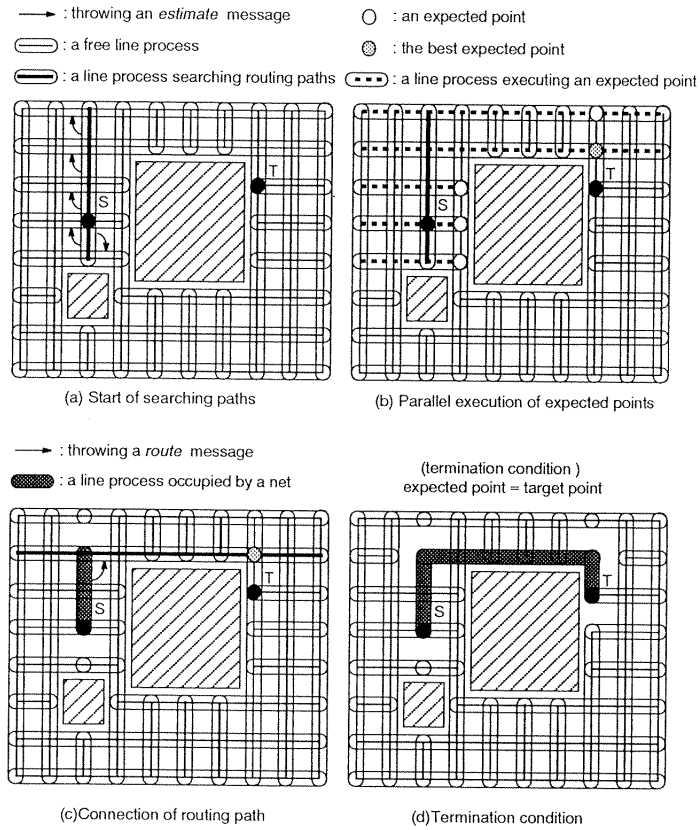 : throwing an estimate message
: a free line process
: a line process searching routing paths
: an expected point
: the best expected point
: a line process executing an expected point
S
T
S
T
(a) Start of searching paths
(b) Parallel execution of expected points
: throwing a route message
: a line process occupied by a net
(termination condition )
expected point = target point
S
T
S
T
(c)Connection of routing path
(d)Termination condition